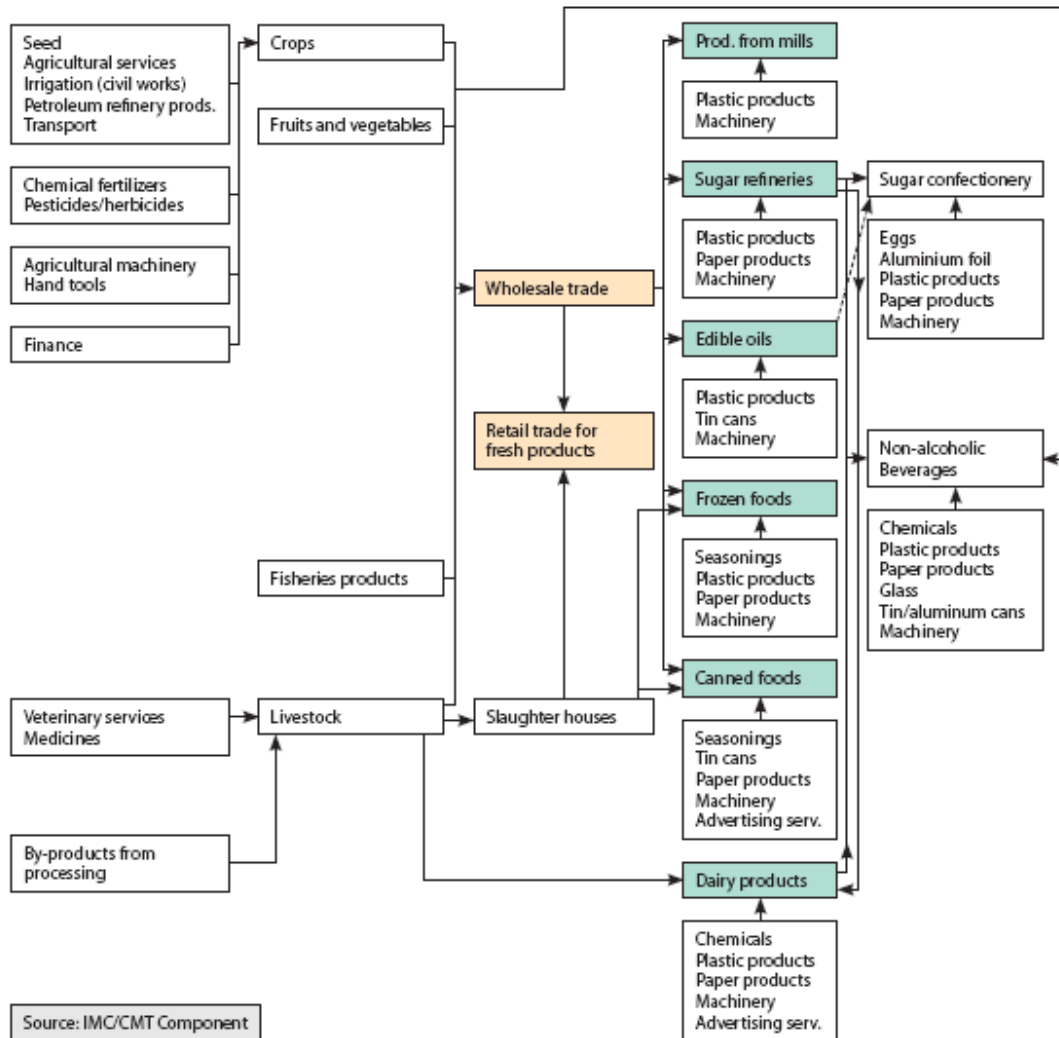 Seed
Agricultural services
Irrigation (civil works)
Petroleum refinery prods.
Transport
Chemical fertilizers
Pesticides/herbicides
Agricultural machinery
Hand tools
Finance
Veterinary services
Medicines
By-products from
processing
Source: IMC/CMT Component
Crops
Fruits and vegetables
Fisheries products
Livestock
Wholesale trade
Retail trade for
fresh products
Slaughter houses
Prod. from mills
Plastic products
Machinery
Sugar refineries
Plastic products
Paper products
Machinery
Edible oils
Plastic products
Tin cans
Machinery
Frozen foods
Seasonings
Plastic products
Paper products
Machinery
Canned foods
Seasonings
Tin cans
Paper products
Machinery
Advertising serv.
Dairy products
Chemicals
Plastic products
Paper products
Machinery
Advertising serv.
Sugar confectionery
Eggs
Aluminium foil
Plastic products
Paper products
Machinery
Non-alcoholic
Beverages
Chemicals
Plastic products
Paper products
Glass
Tin/aluminum cans
Machinery